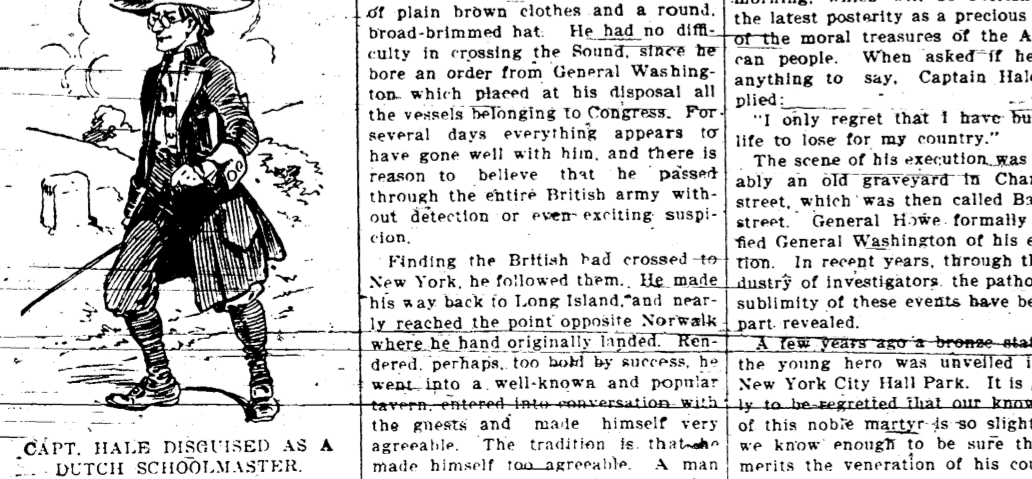 CAPT. HALE DISGUISED AS A
DUTCH SCHOOLMASTER.
of plain brown clothes and a round,
broad-brimmed hat. He had no diffi-
culty in crossing the Sound, since he
bore an order from General Washing-
ton which placed at his disposal all
the vessels belonging to Congress. For
several days everything appears to
have gone well with him, and there is
reason to believe that he passed
through the entire British army with-
out detection or even exciting suspi-
cion.
Finding the British had crossed to
New York, he followed them. He made
his way back to Long Island, and near-
ly reached the point opposite Norwalk
where he hand originally landed. Ren-
dered, perhaps, too bold by success, he
went into a well-known and popular
tavern, entered into conversation with
the guests and made himself very
agreeable. The tradition is that he
made himself too agreeable. A man
the latest posterity as a precious
of the moral treasures of the A
can people. When asked if he
anything to say, Captain Hal
plied:
"I only regret that I have bu
life to lose for my country."
The scene of his execution was
ably an old graveyard in Cha
street, which was then called Ba
street. General Howe formally
fied General Washington of his e
tion. In recent years, through th
dustry of investigators, the patho
sublimity of these events have be
part revealed.
A few years ago a bronze stat
the young hero was unveiled i
New York City Hall Park. It is
ly to be regretted that our know
of this noble martyr is so slight
we know enough to be sure th
merits the veneration of his cou